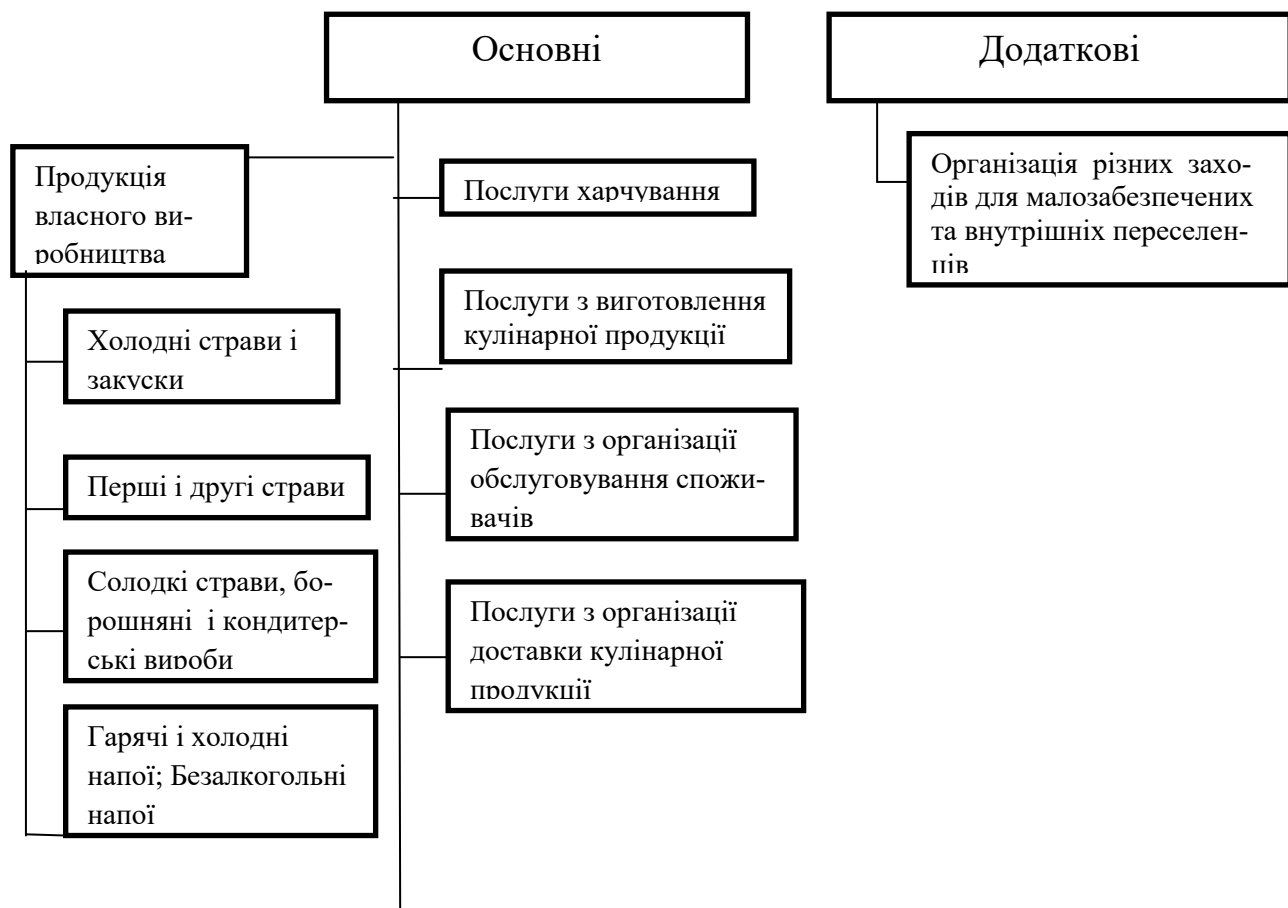 Основні
Додаткові
Продукція
власного ви-
робництва
Холодні страви і
закуски
Перші і другі страви
Солодкі страви, бо-
рошняні і кондитер-
ські вироби
Гарячі і холодні
напої; Безалкогольні
напої
Послуги харчування
Послуги з виготовлення
кулінарної продукції
Послуги з організації
обслуговування спожи-
вачів
Послуги з організації
доставки кулінарної
продукції
Організація різних захо-
дів для малозабезпечених
та внутрішніх переселен-
ців